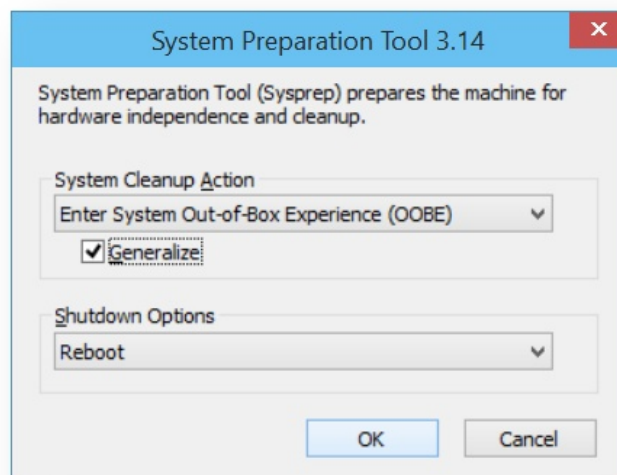 System Preparation Tool 3.14
System Preparation Tool (Sysprep) prepares the machine for
hardware independence and cleanup.
System Cleanup Action
Enter System Out-of-Box Experience (OOBE)
Generalize
Shutdown Options
Reboot
OK
Cancel